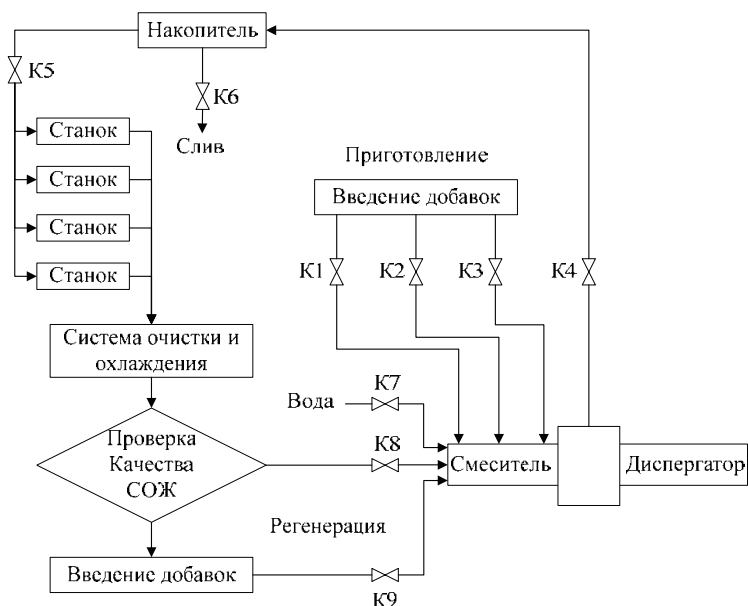 Накопитель
К5
К6
Слив
Станок
Станок
Станок
Станок
Приготовление
Введение добавок
К1
К2
К3
К4
Система очистки и
охлаждения
Вода
К7
Проверка
Качества
СОЖ
К8
Смеситель
Диспергатор
Регенерация
Введение добавок
К9